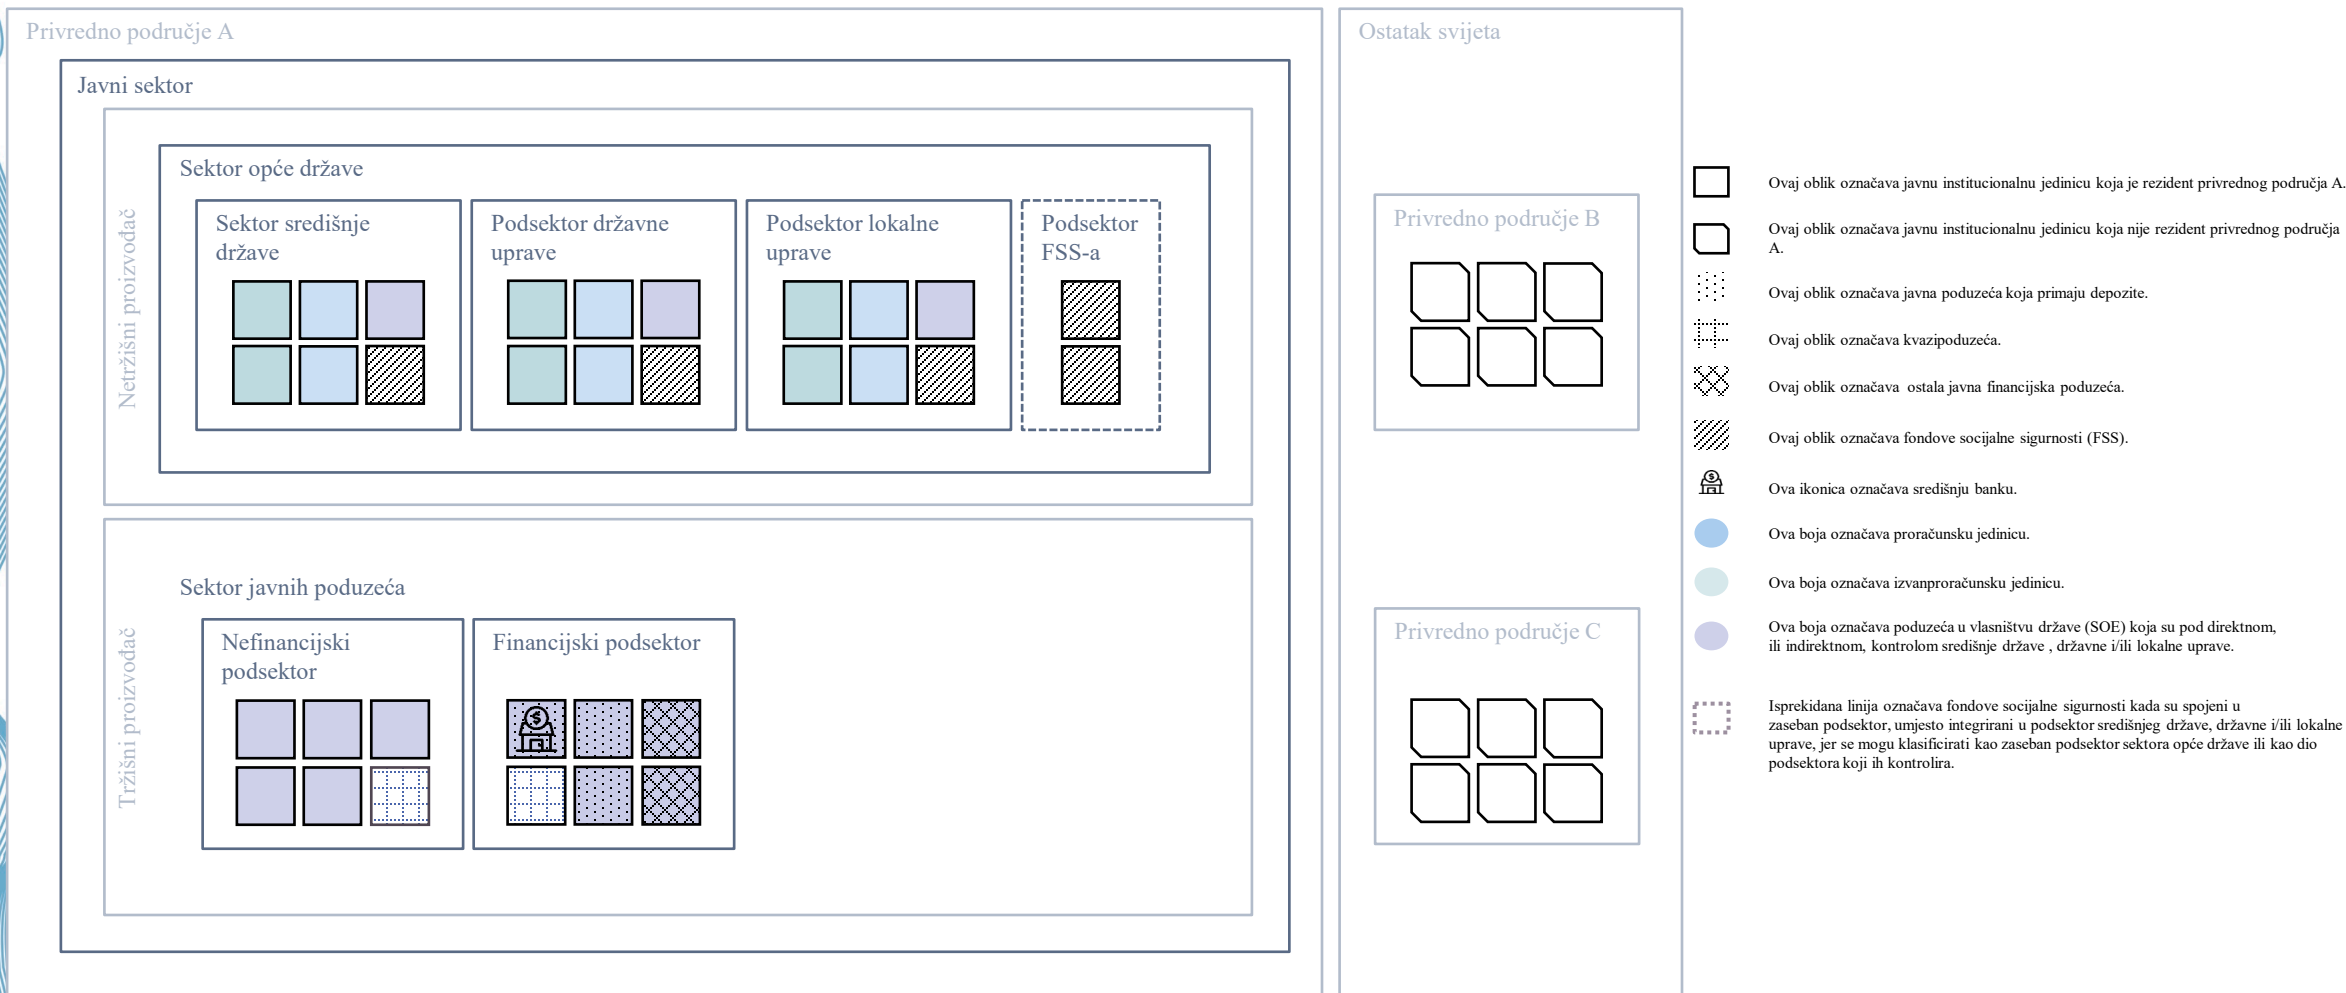 Privredno područje A
Javni sektor
Netržišni proizvođač
Sektor opće države
Sektor središnje
države
Podsektor državne
uprave
Podsektor lokalne
uprave
Podsektor
FSS-a
Tržišni proizvođač
Sektor javnih poduzeća
Nefinancijski
podsektor
Financijski podsektor
Ostatak svijeta
Privredno područje B
Privredno područje C
Ovaj oblik označava javnu institucionalnu jedinicu koja je rezident privrednog područja A.
Ovaj oblik označava javnu institucionalnu jedinicu koja nije rezident privrednog područja
A.
Ovaj oblik označava javna poduzeća koja primaju depozite.
Ovaj oblik označava kvazipoduzeća.
Ovaj oblik označava ostala javna financijska poduzeća.
Ovaj oblik označava fondove socijalne sigurnosti (FSS).
Ova ikonica označava središnju banku.
Ova boja označava proračunsku jedinicu.
Ova boja označava izvanproračunsku jedinicu.
Ova boja označava poduzeća u vlasništvu države (SOE) koja su pod direktnom,
ili indirektnom, kontrolom središnje države , državne i/ili lokalne uprave.
Isprekidana linija označava fondove socijalne sigurnosti kada su spojeni u
zaseban podsektor, umjesto integrirani u podsektor središnjeg države, državne i/ili lokalne
uprave, jer se mogu klasificirati kao zaseban podsektor sektora opće države ili kao dio
podsektora koji ih kontrolira.